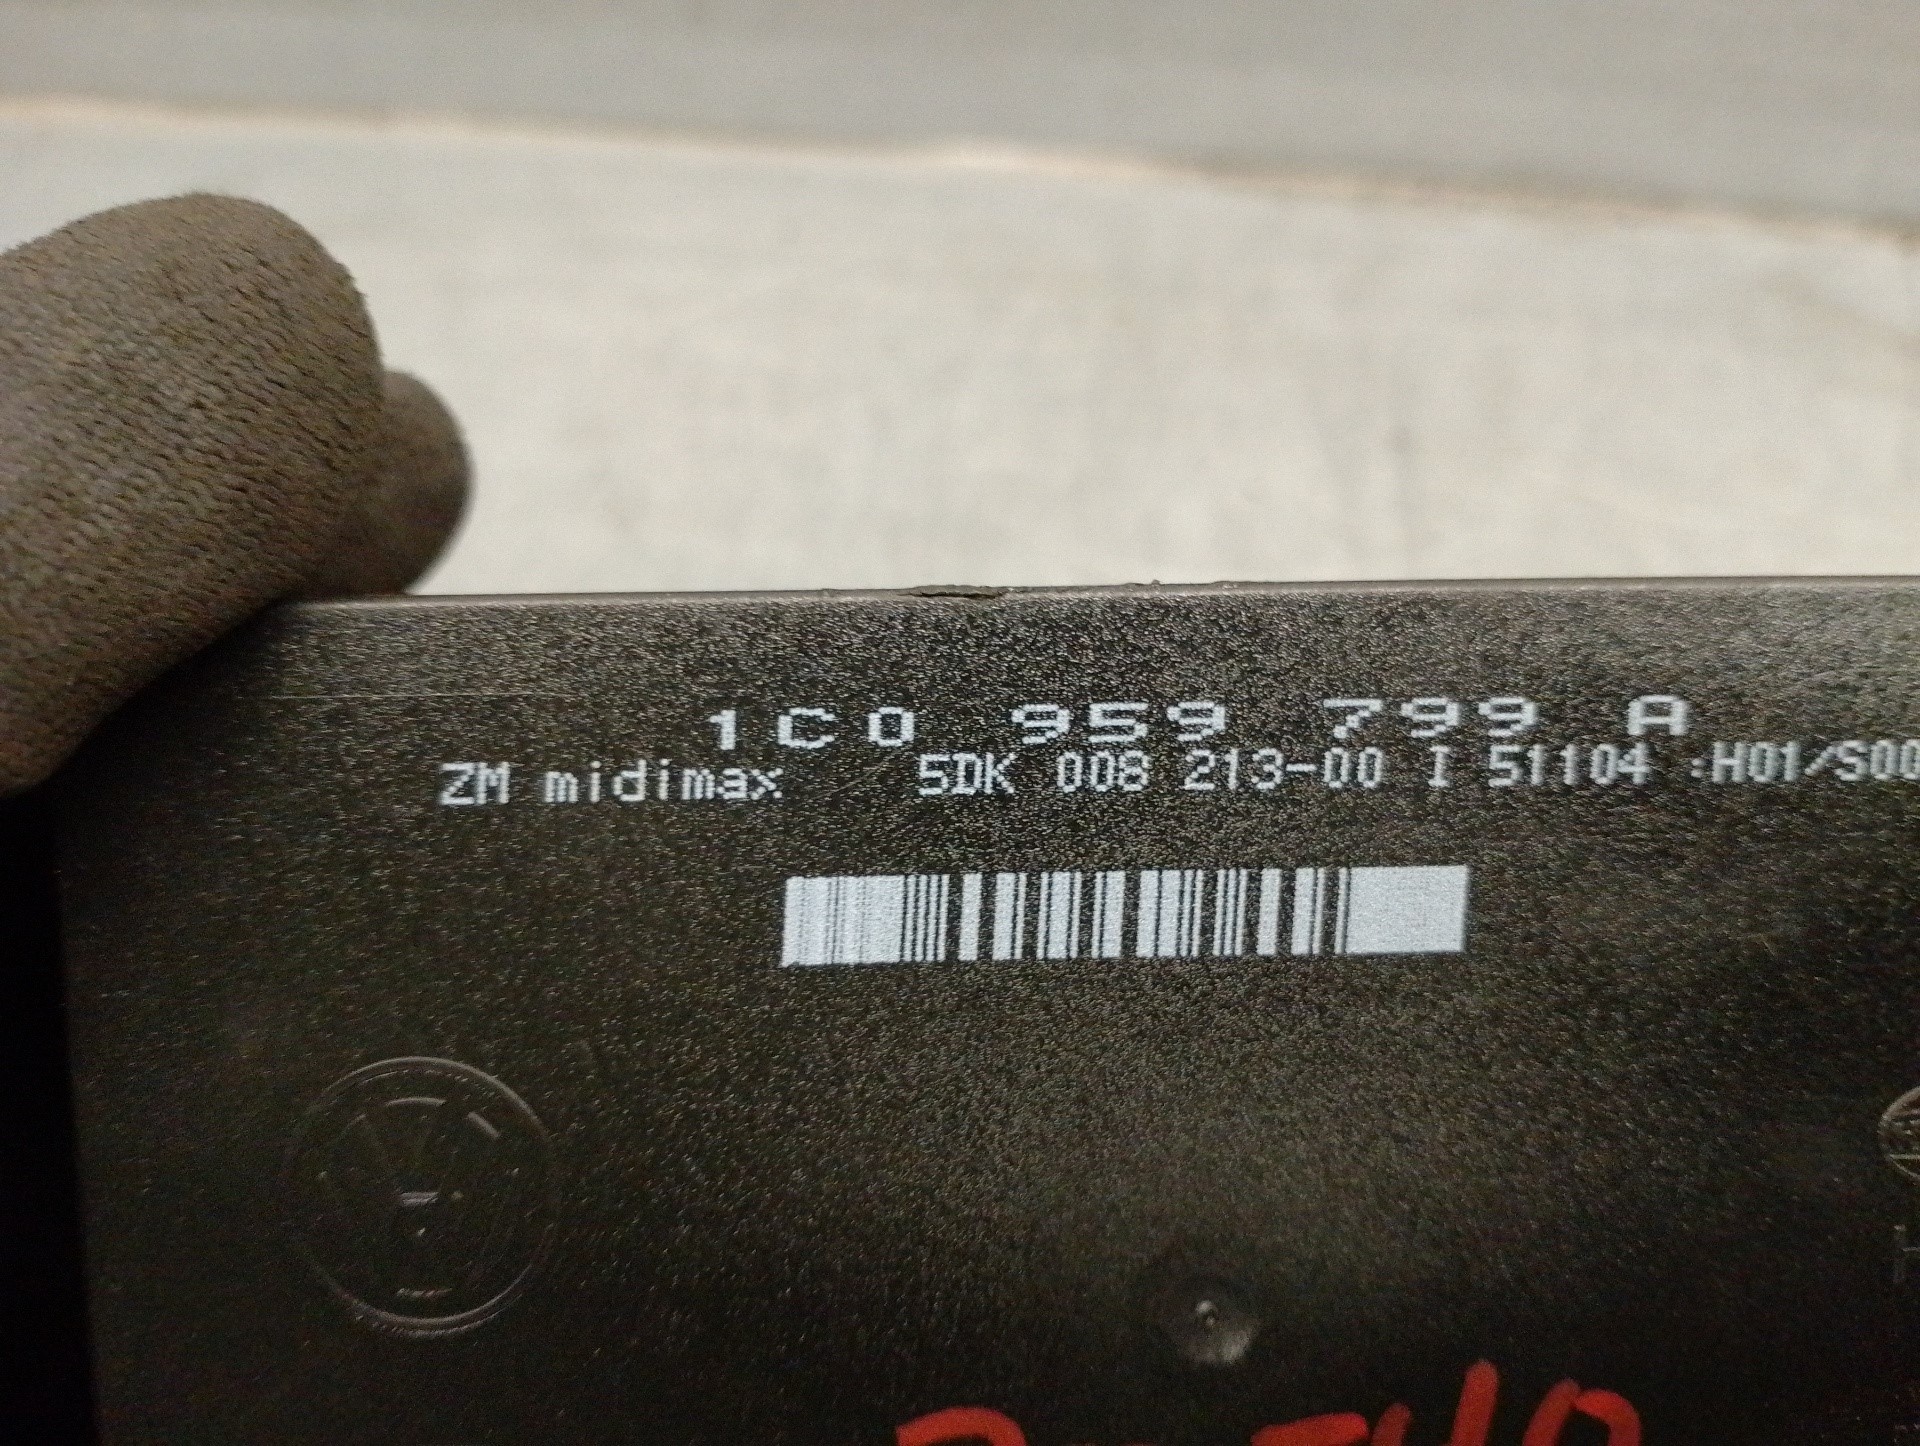 1C0 959 799 A
ZM midimax 5DK 008 213-00 I 51104 :H01/S00